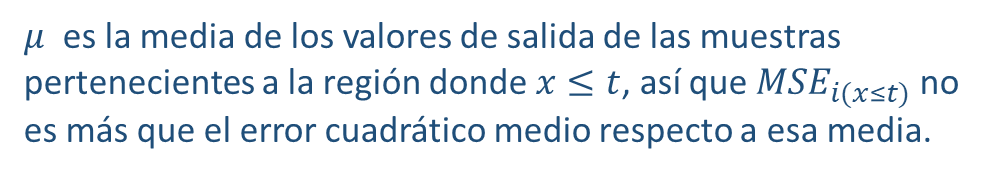 μ es la media de los valores de salida de las muestras
pertenecientes a la región donde x ≤ t, así que MSE_{i(x≤t)} no
es más que el error cuadrático medio respecto a esa media.